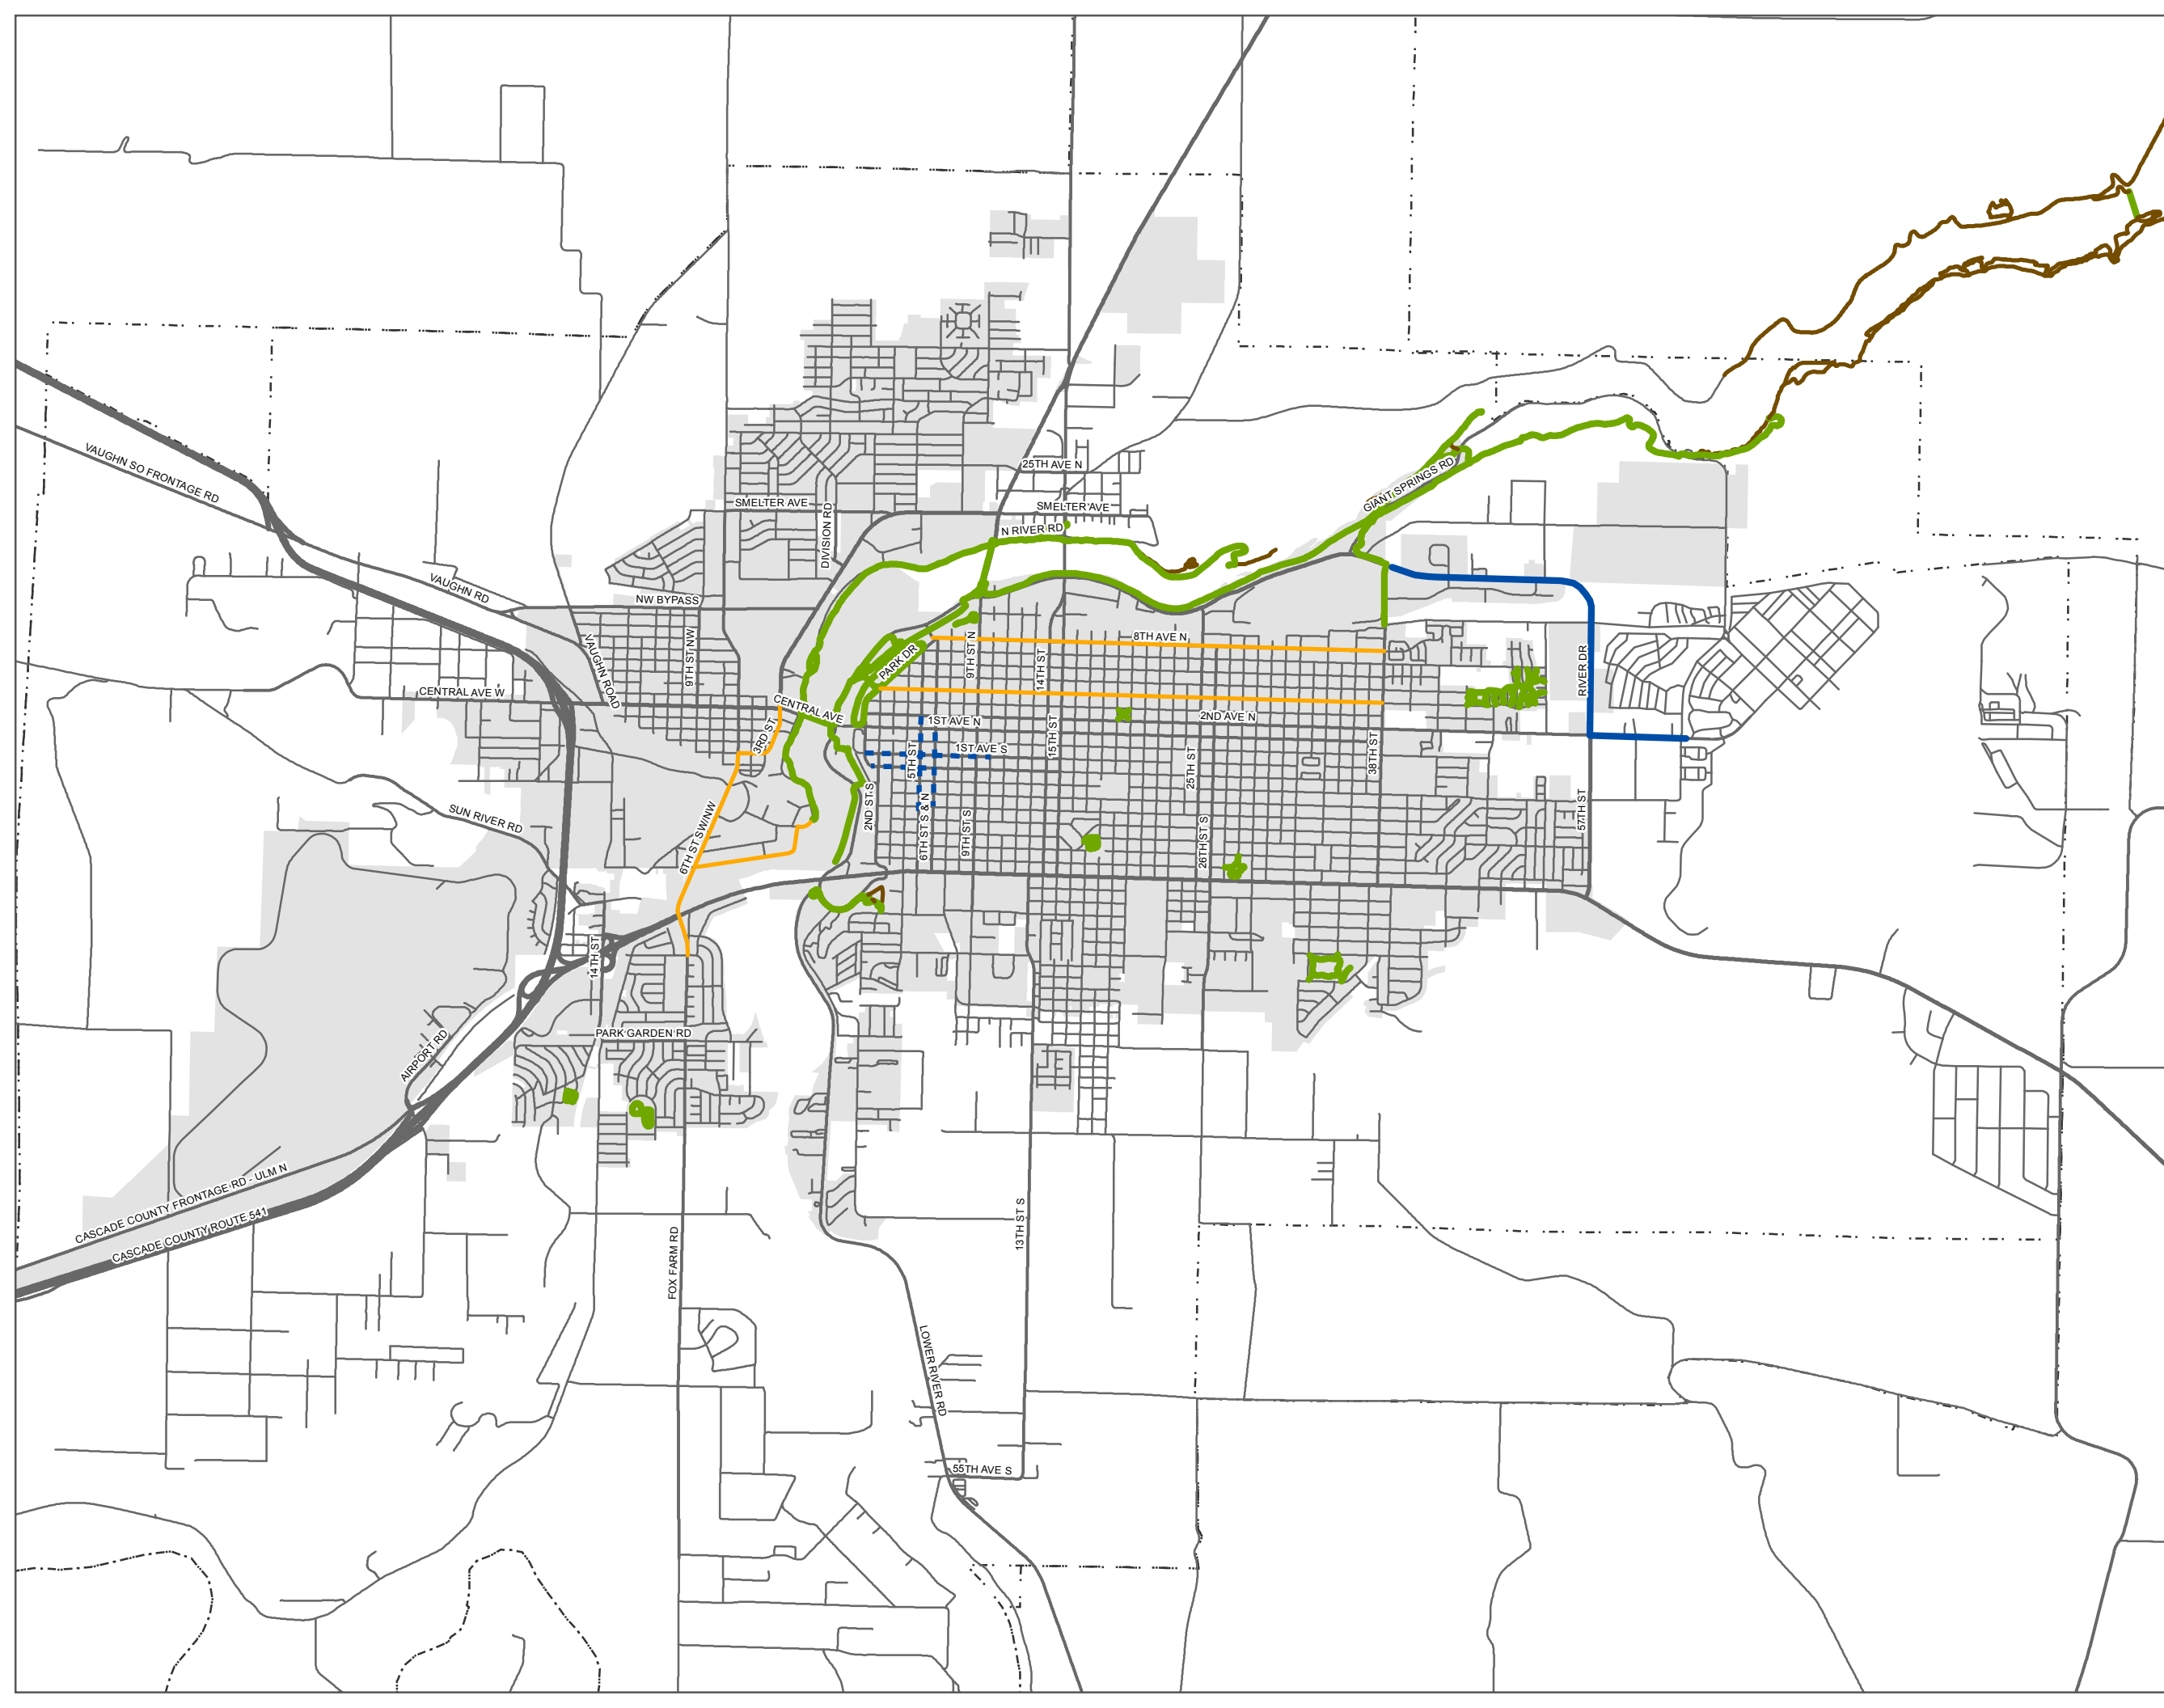 VAUGHN SO FRONTAGE RD
25TH AVE N
GIANT SPRINGS RD
SMELTER AVE
SMELTER AVE
DIVISION RD
N RIVER RD
VAUGHN RD
NW BYPASS
VAUGHN ROAD
9TH ST NW
PARK DR
9TH ST N
8TH AVE N
14TH ST
RIVER DR
CENTRAL AVE W
CENTRAL AVE
3RD ST
1ST AVE N
2ND AVE N
5TH ST
1ST AVE S
15TH ST
25TH ST
38TH ST
SUN RIVER RD
6TH ST SW/NW
2ND ST S
6TH ST S & N
9TH ST S
26TH ST S
57TH ST
14TH ST
AIRPORT RD
PARK GARDEN RD
CASCADE COUNTY FRONTAGE RD - ULM N
CASCADE COUNTY ROUTE 541
FOX FARM RD
13TH ST S
LOWER RIVER RD
55TH AVE S